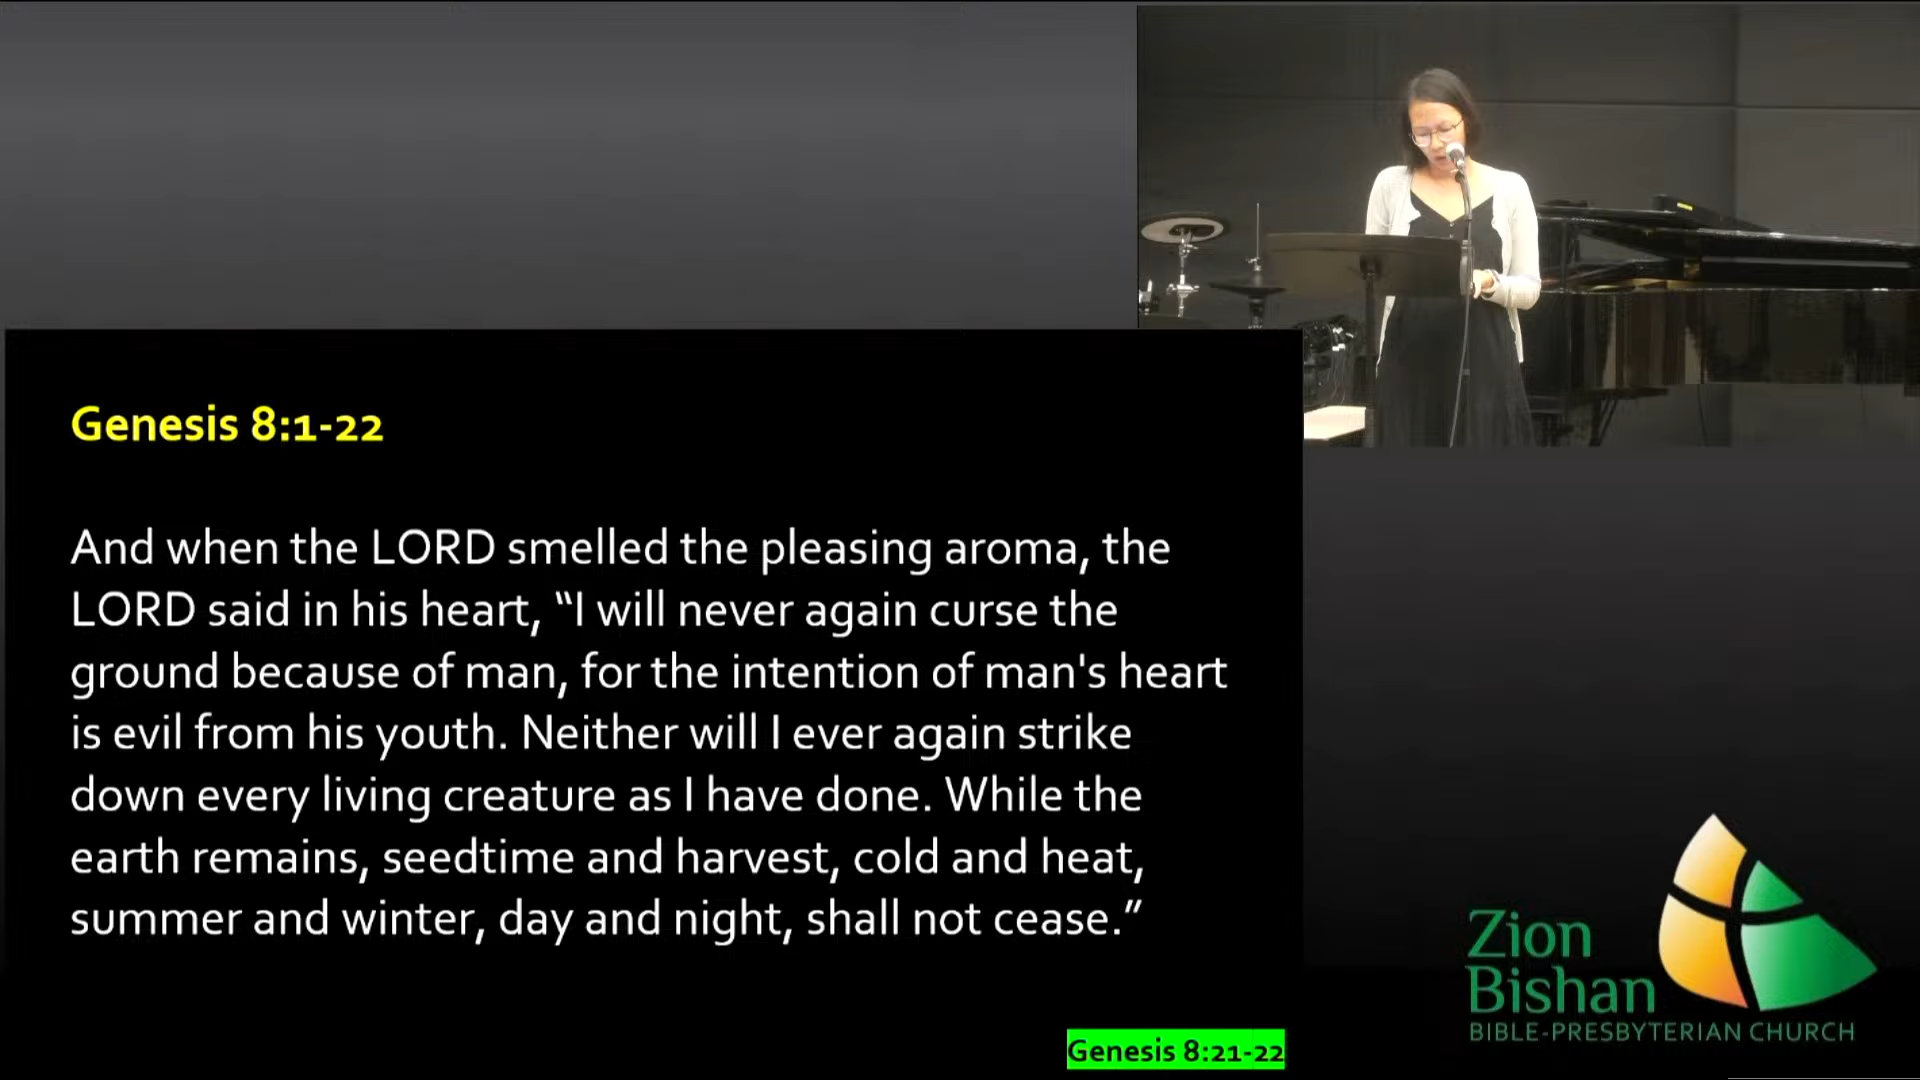 Genesis 8:1-22
And when the LORD smelled the pleasing aroma, the
LORD said in his heart, “I will never again curse the
ground because of man, for the intention of man's heart
is evil from his youth. Neither will I ever again strike
down every living creature as I have done. While the
earth remains, seedtime and harvest, cold and heat,
summer and winter, day and night, shall not cease.”
Genesis 8:21-22
Zion
Bishan
BIBLE-PRESBYTERIAN CHURCH